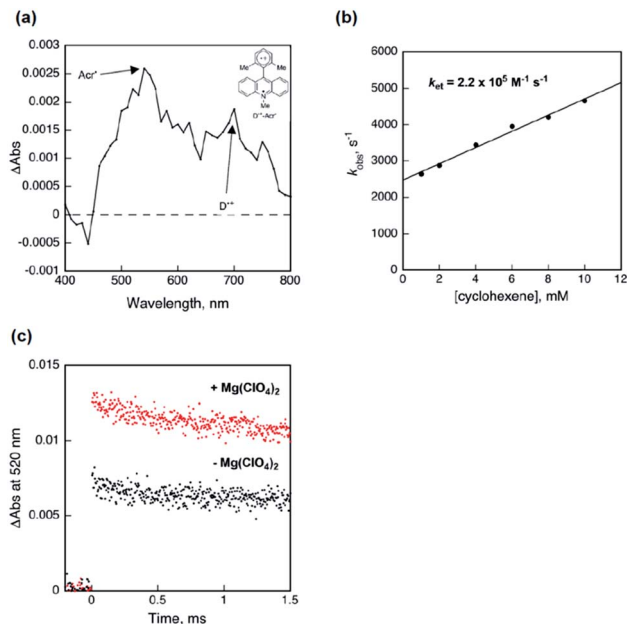 (a)
0.003
0.0025
0.002
0.0015
0.001
0.0005
0
-0.0005
-0.001
ΔAbs
Acr•
Me
Me
N
Me
D•+-Acr•
D•+
400 500 600 700 800
Wavelength, nm
(b)
6000
5000
4000
3000
2000
1000
0
kobs, s-1
ket = 2.2 x 10⁵ M-1 s-1
0 2 4 6 8 10 12
[cyclohexene], mM
(c)
0.015
0.01
0.005
0
ΔAbs at 520 nm
+ Mg(ClO4)2
- Mg(ClO4)2
0 0.5 1 1.5
Time, ms